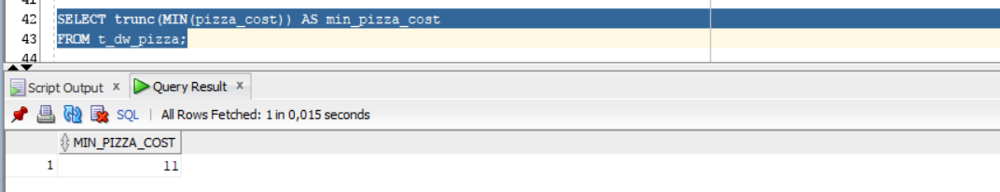 41
42 SELECT trunc(MIN(pizza_cost)) AS min_pizza_cost
43 FROM t_dw_pizza;
44
Script Output x Query Result x
SQL | All Rows Fetched: 1 in 0,015 seconds
MIN_PIZZA_COST
1 11